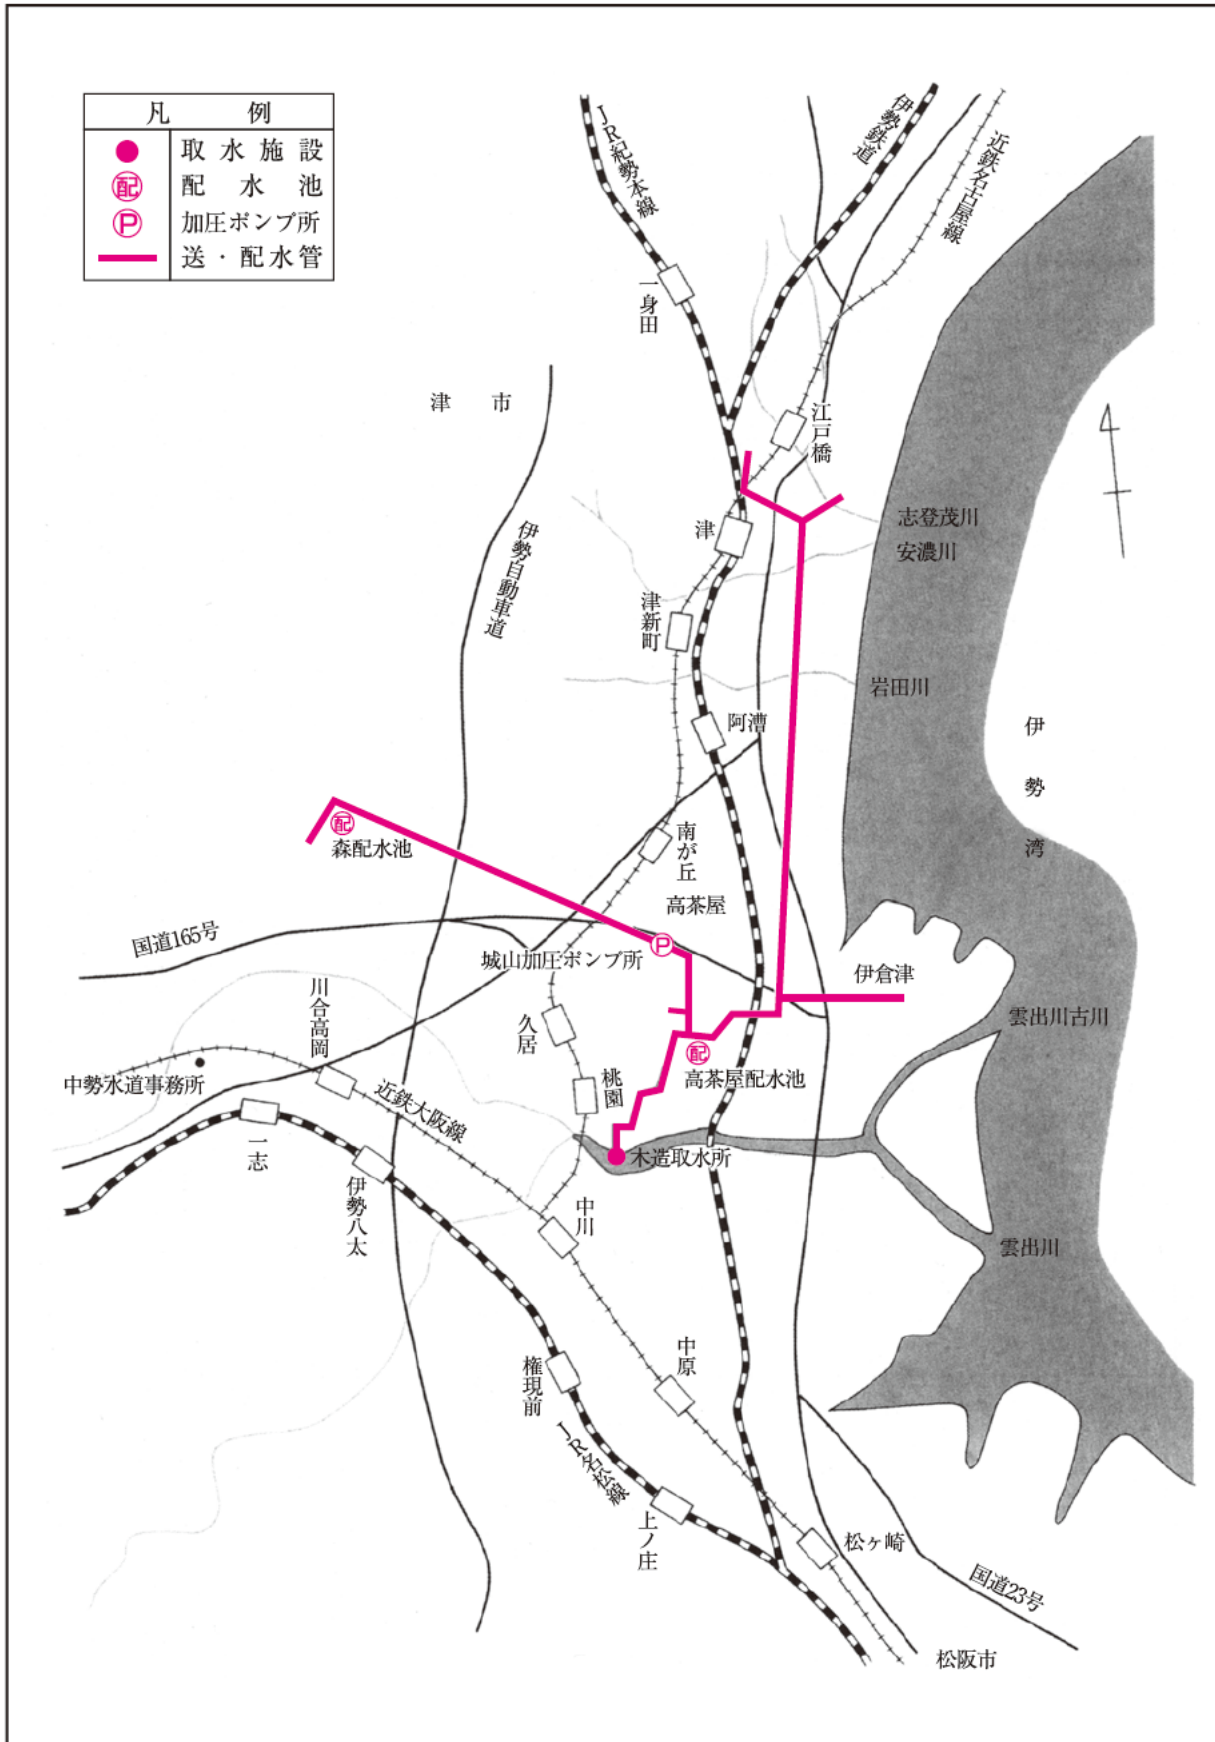 凡 例
取水施設
配水池
加圧ポンプ所
送・配水管
配
P
JR紀勢本線
伊勢鉄道
近鉄名古屋線
一身田
津 市
江戸橋
伊勢自動車道
津
志登茂川
安濃川
津新町
岩田川
阿漕
伊勢湾
配
森配水池
南が丘
高茶屋
国道165号
P
城山加圧ポンプ所
伊倉津
川合高岡
久居
雲出川古川
中勢水道事務所
近鉄大阪線
桃園
配
高茶屋配水池
一志
木造取水所
伊勢八太
中川
雲出川
権現前
中原
JR名松線
上ノ庄
松ヶ崎
国道23号
松阪市